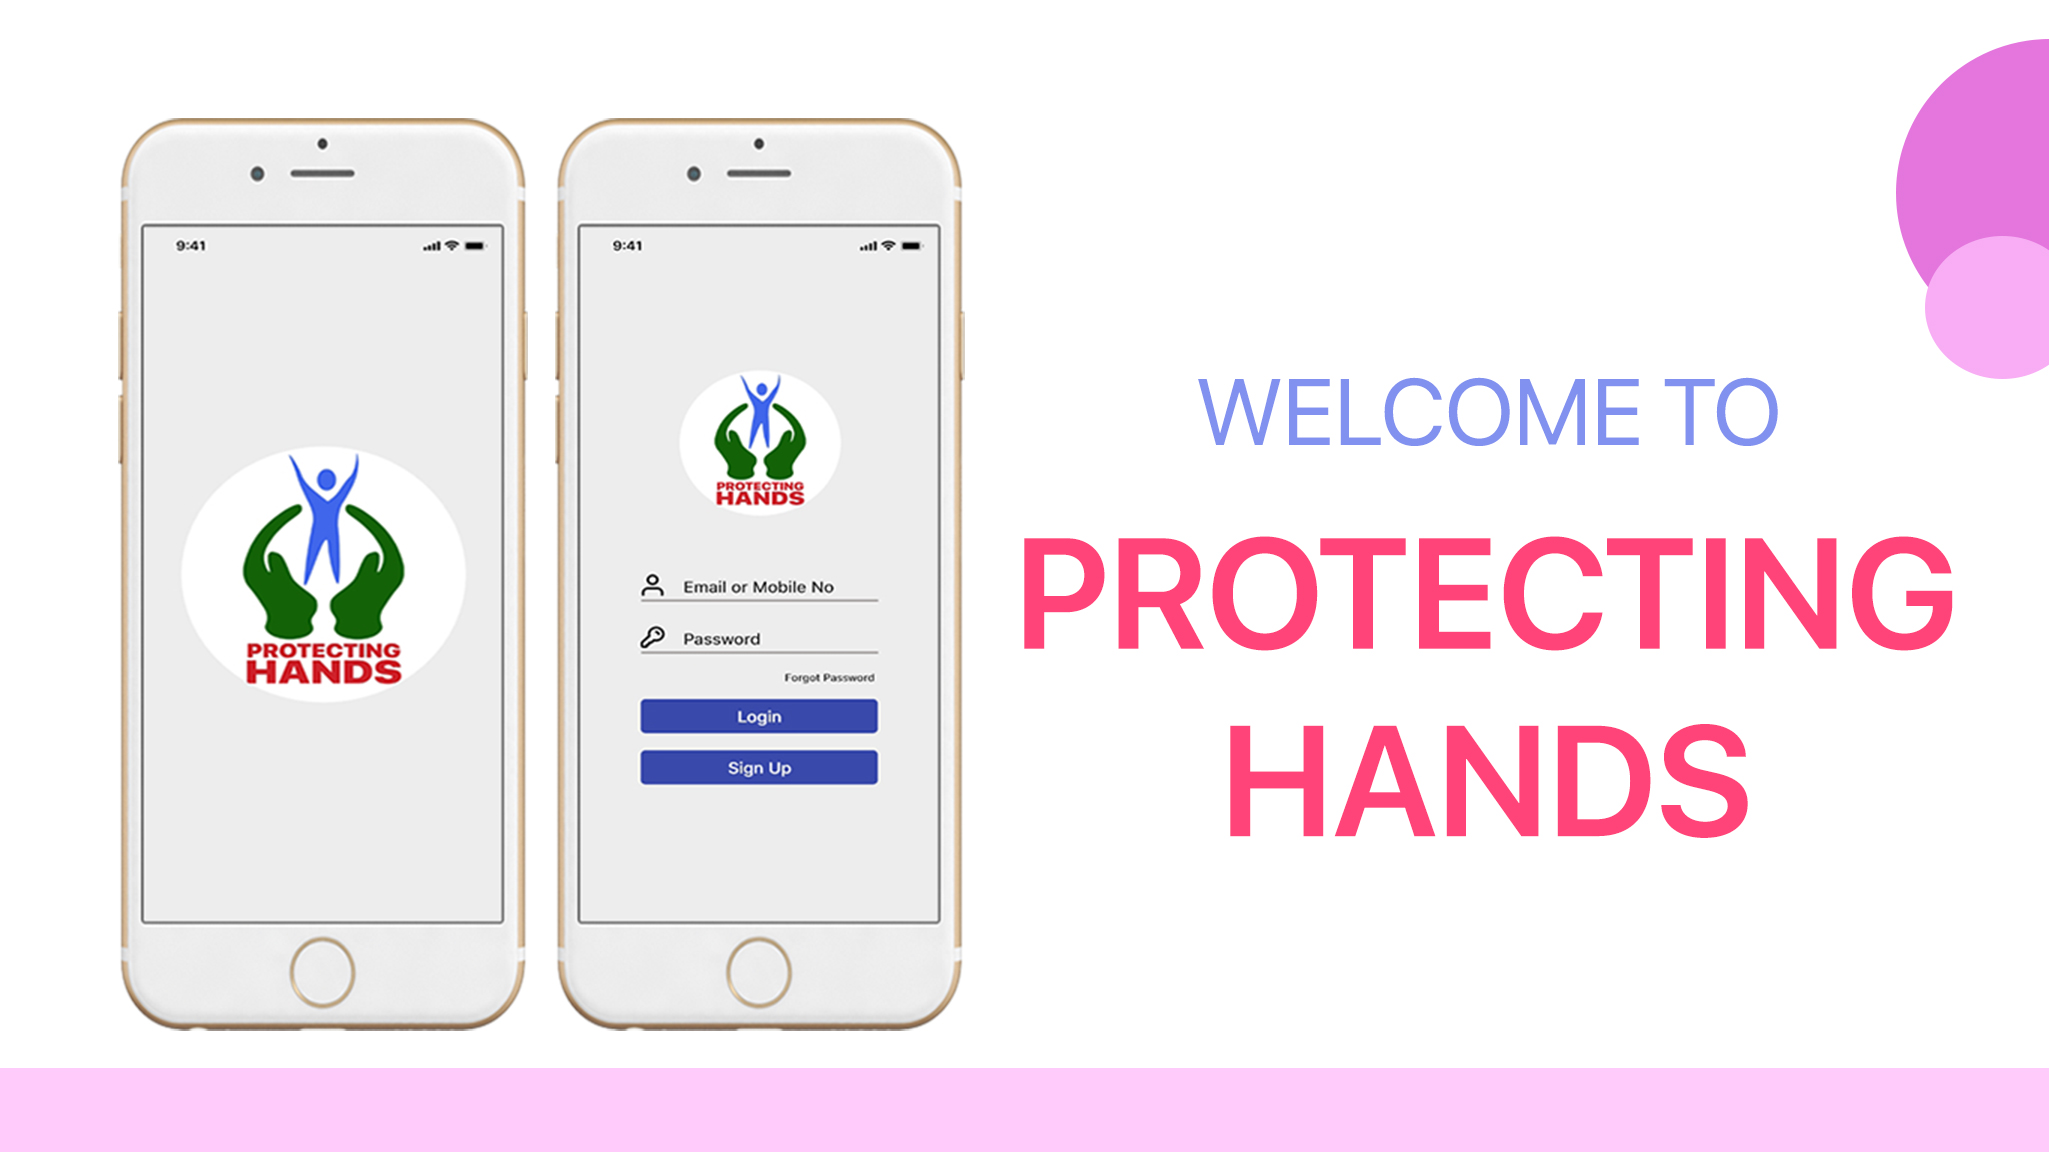 9:41
PROTECTING
HANDS
9:41
PROTECTING
HANDS
Email or Mobile No
Password
Forgot Password
Login
Sign Up
WELCOME TO
PROTECTING
HANDS